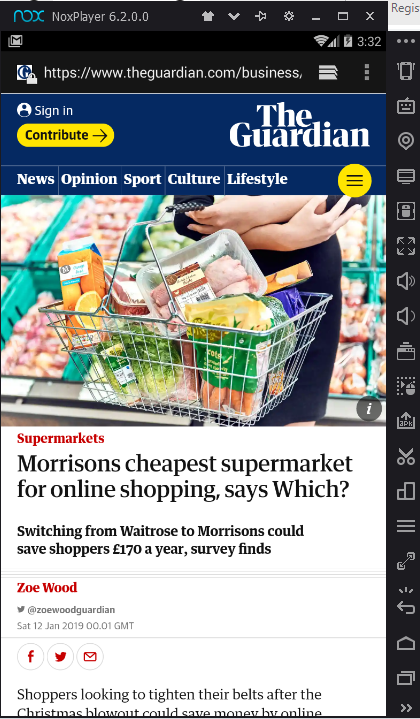 Regis
nox NoxPlayer 6.2.0.0
3:32
https://www.theguardian.com/business/
Sign in
Contribute
The
Guardian
News Opinion Sport Culture Lifestyle
i
Supermarkets
Morrisons cheapest supermarket
for online shopping, says Which?
Switching from Waitrose to Morrisons could
save shoppers £170 a year, survey finds
Zoe Wood
@zoewoodguardian
Sat 12 Jan 2019 00.01 GMT
Shoppers looking to tighten their belts after the
Christmas blowout could save money by online